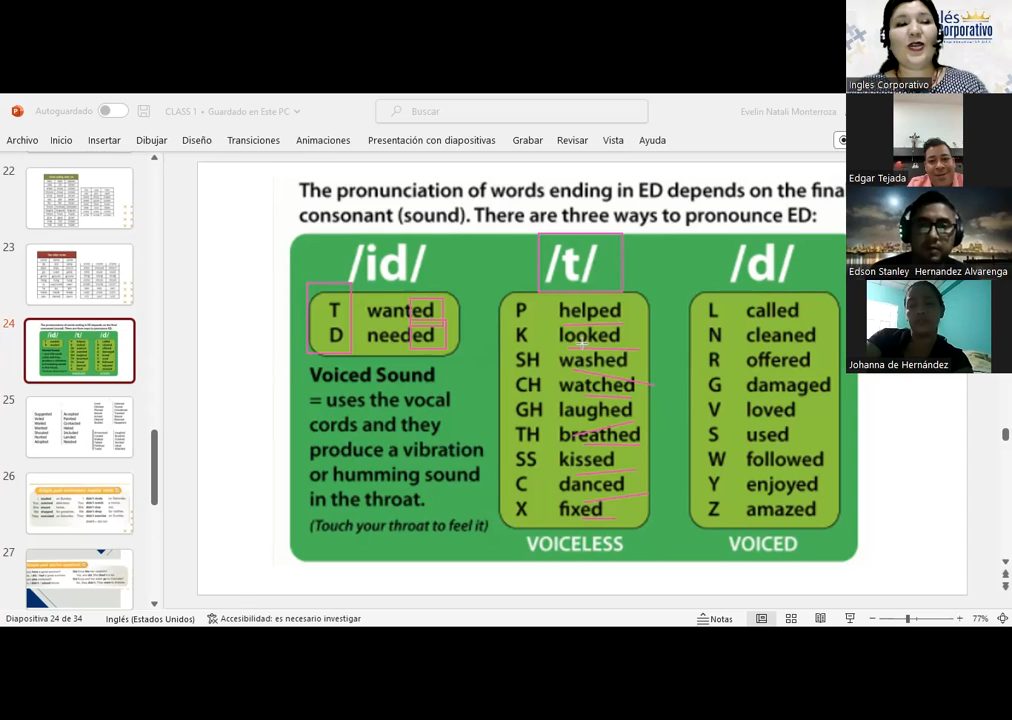 lés
orporativo
Ingles Corporativo
Edgar Tejada
Edson Stanley Hernandez Alvarenga
Johanna de Hernández
Autoguardado
CLASS 1 • Guardado en Este PC
Buscar
Evelin Natali Monterroza
Archivo Inicio Insertar Dibujar Diseño Transiciones Animaciones Presentación con diapositivas Grabar Revisar Vista Ayuda
22
23
24
25
26
27
The pronunciation of words ending in ED depends on the fina
consonant (sound). There are three ways to pronounce ED:
/id/
T wanted
D needed
Voiced Sound
= uses the vocal
cords and they
produce a vibration
or humming sound
in the throat.
(Touch your throat to feel it)
/t/
P helped
K looked
SH washed
CH watched
GH laughed
TH breathed
SS kissed
C danced
X fixed
VOICELESS
/d/
L called
N cleaned
R offered
G damaged
V loved
S used
W followed
Y enjoyed
Z amazed
VOICED
Diapositiva 24 de 34 Inglés (Estados Unidos) Accesibilidad: es necesario investigar Notas 77%